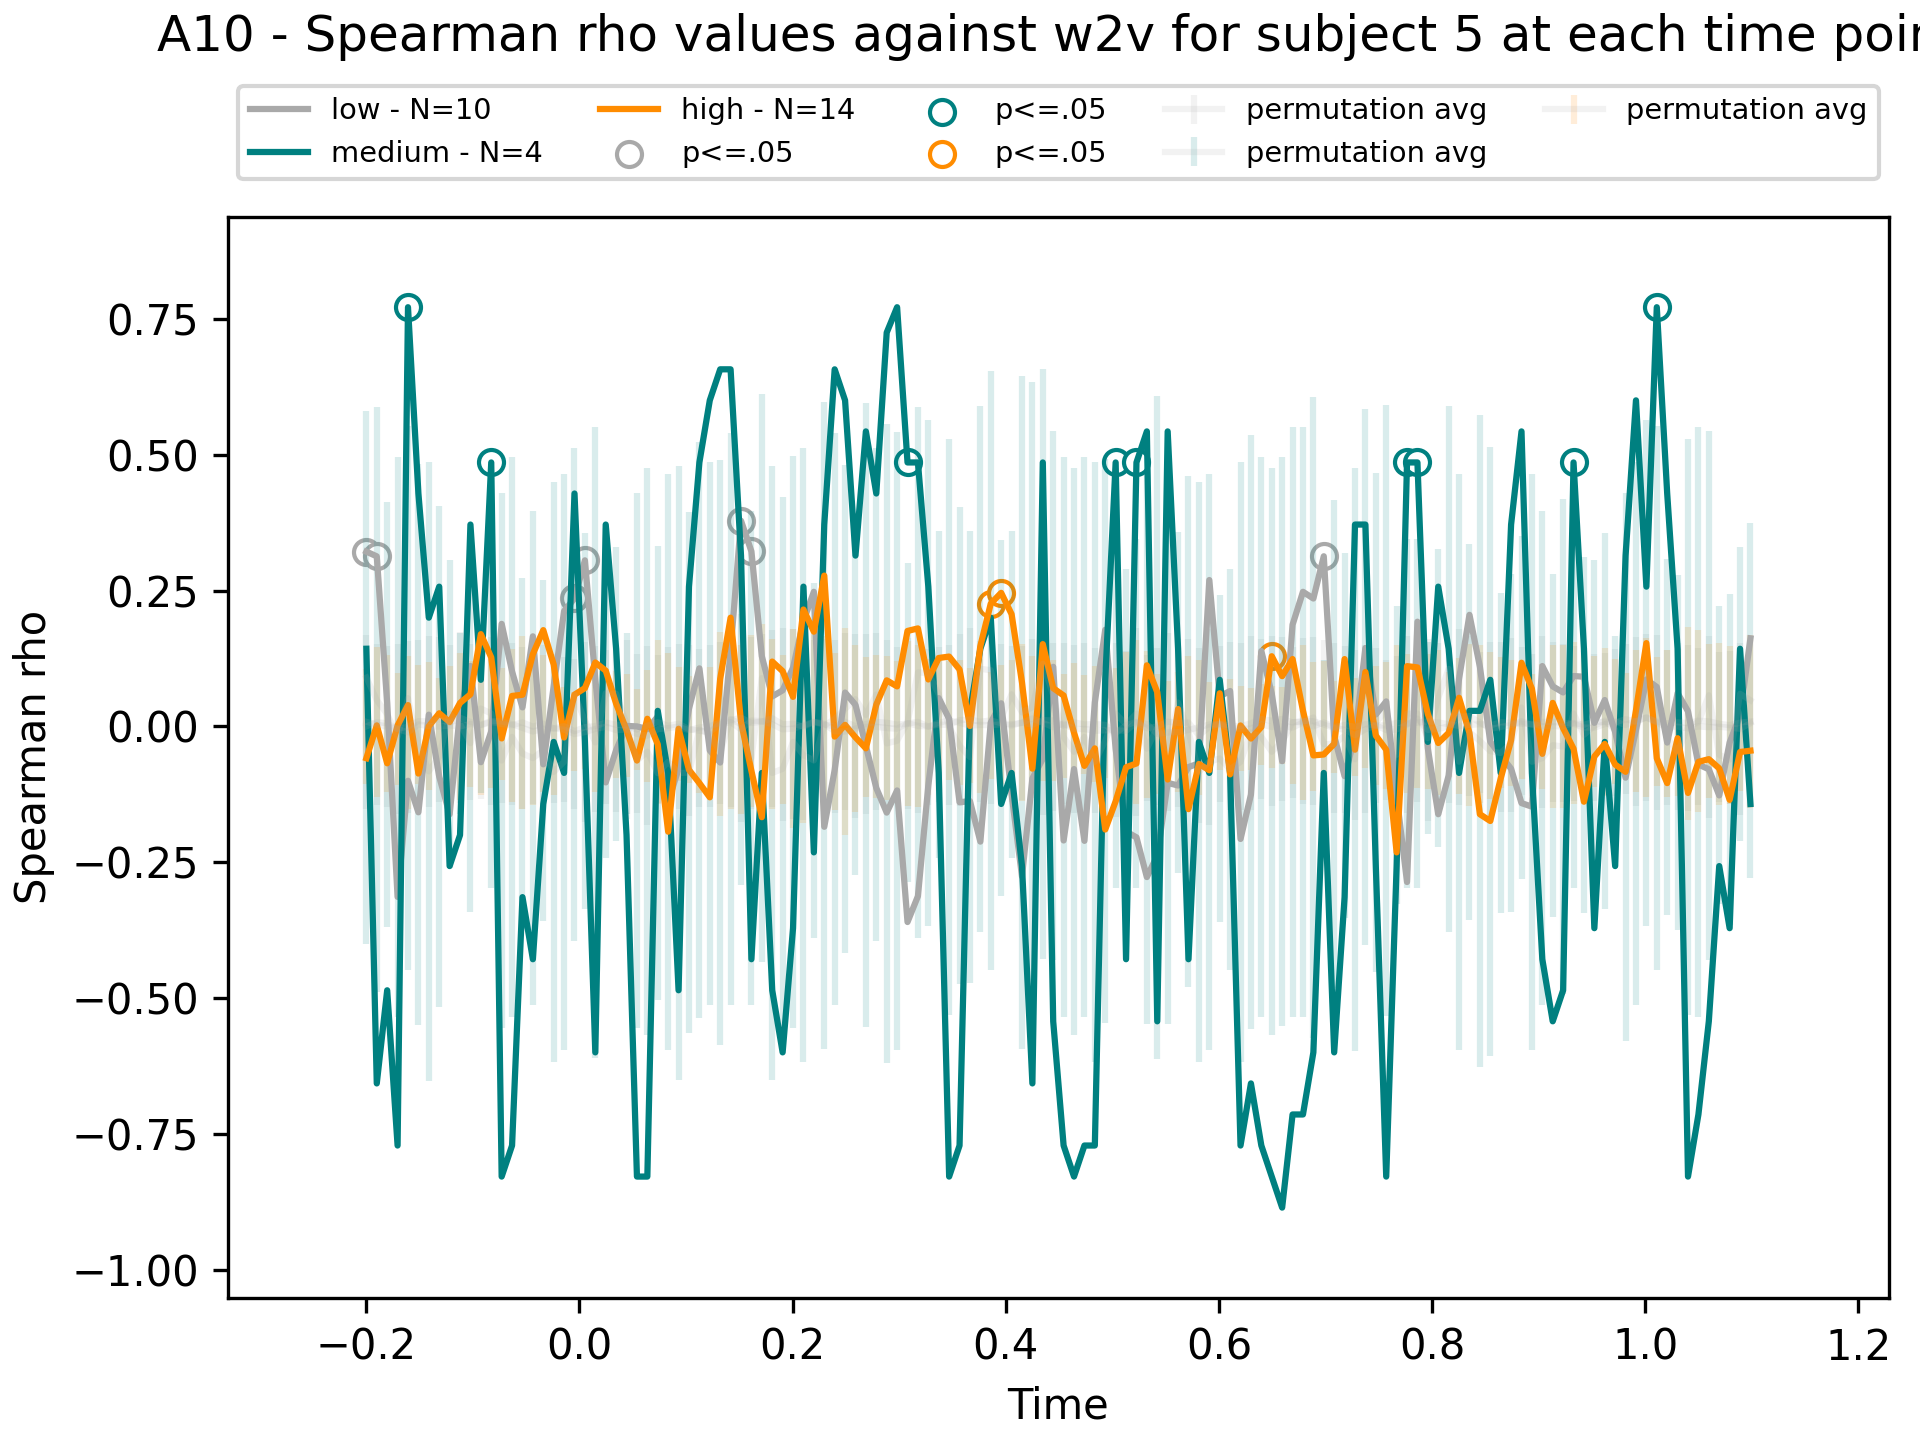 A10 - Spearman rho values against w2v for subject 5 at each time poin
low - N=10
medium - N=4
high - N=14
p<=.05
p<=.05
p<=.05
permutation avg
permutation avg
permutation avg
Spearman rho
0.75
0.50
0.25
0.00
−0.25
−0.50
−0.75
−1.00
−0.2 0.0 0.2 0.4 0.6 0.8 1.0 1.2
Time